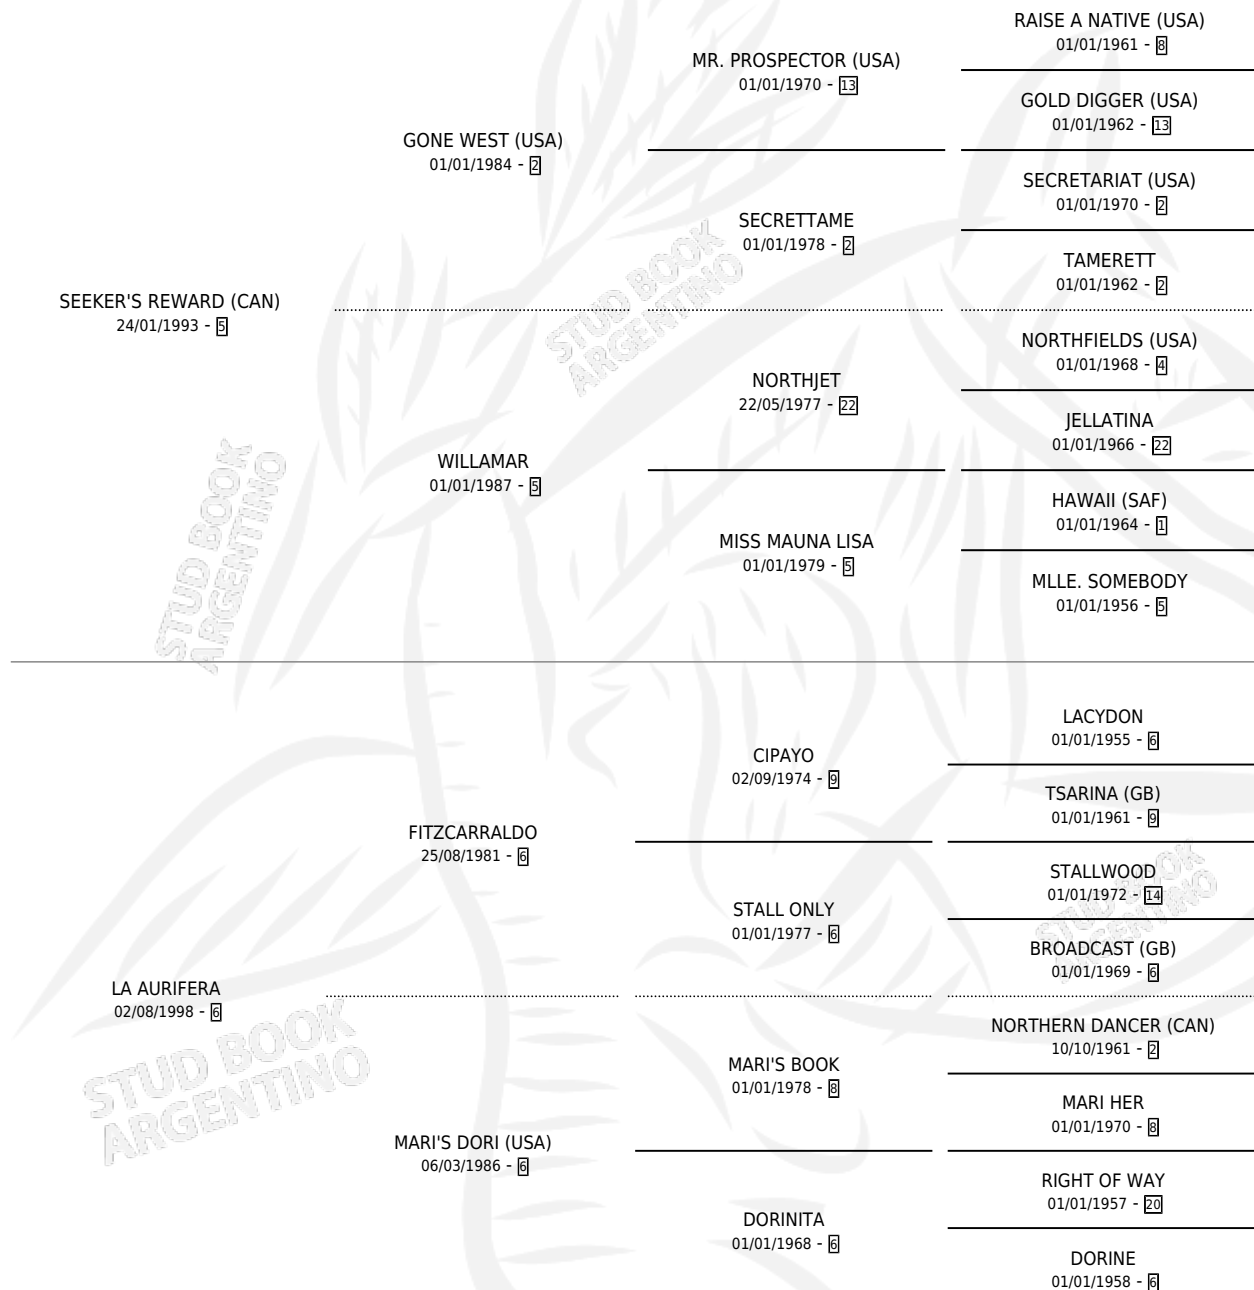 RAISE A NATIVE (USA)
01/01/1961 - 8
MR. PROSPECTOR (USA)
01/01/1970 - 13
GOLD DIGGER (USA)
01/01/1962 - 13
GONE WEST (USA)
01/01/1984 - 2
SECRETARIAT (USA)
01/01/1970 - 2
SECRETTAME
01/01/1978 - 2
TAMERETT
01/01/1962 - 2
SEEKER'S REWARD (CAN)
24/01/1993 - 5
STUD BOOK
ARGENTINO
NORTHFIELDS (USA)
01/01/1968 - 4
NORTHJET
22/05/1977 - 22
JELLATINA
01/01/1966 - 22
WILLAMAR
01/01/1987 - 5
HAWAII (SAF)
01/01/1964 - 1
MISS MAUNA LISA
01/01/1979 - 5
MLLE. SOMEBODY
01/01/1956 - 5
STUD BOOK
ARGENTINO
LACYDON
01/01/1955 - 6
CIPAYO
02/09/1974 - 9
TSARINA (GB)
01/01/1961 - 9
FITZCARRALDO
25/08/1981 - 6
STALLWOOD
01/01/1972 - 14
STALL ONLY
01/01/1977 - 6
BROADCAST (GB)
01/01/1969 - 6
STUD BOOK
ARGENTINO
LA AURIFERA
02/08/1998 - 6
NORTHERN DANCER (CAN)
10/10/1961 - 2
MARI'S BOOK
01/01/1978 - 8
MARI HER
01/01/1970 - 8
STUD BOOK
ARGENTINO
MARI'S DORI (USA)
06/03/1986 - 6
RIGHT OF WAY
01/01/1957 - 20
DORINITA
01/01/1968 - 6
DORINE
01/01/1958 - 6